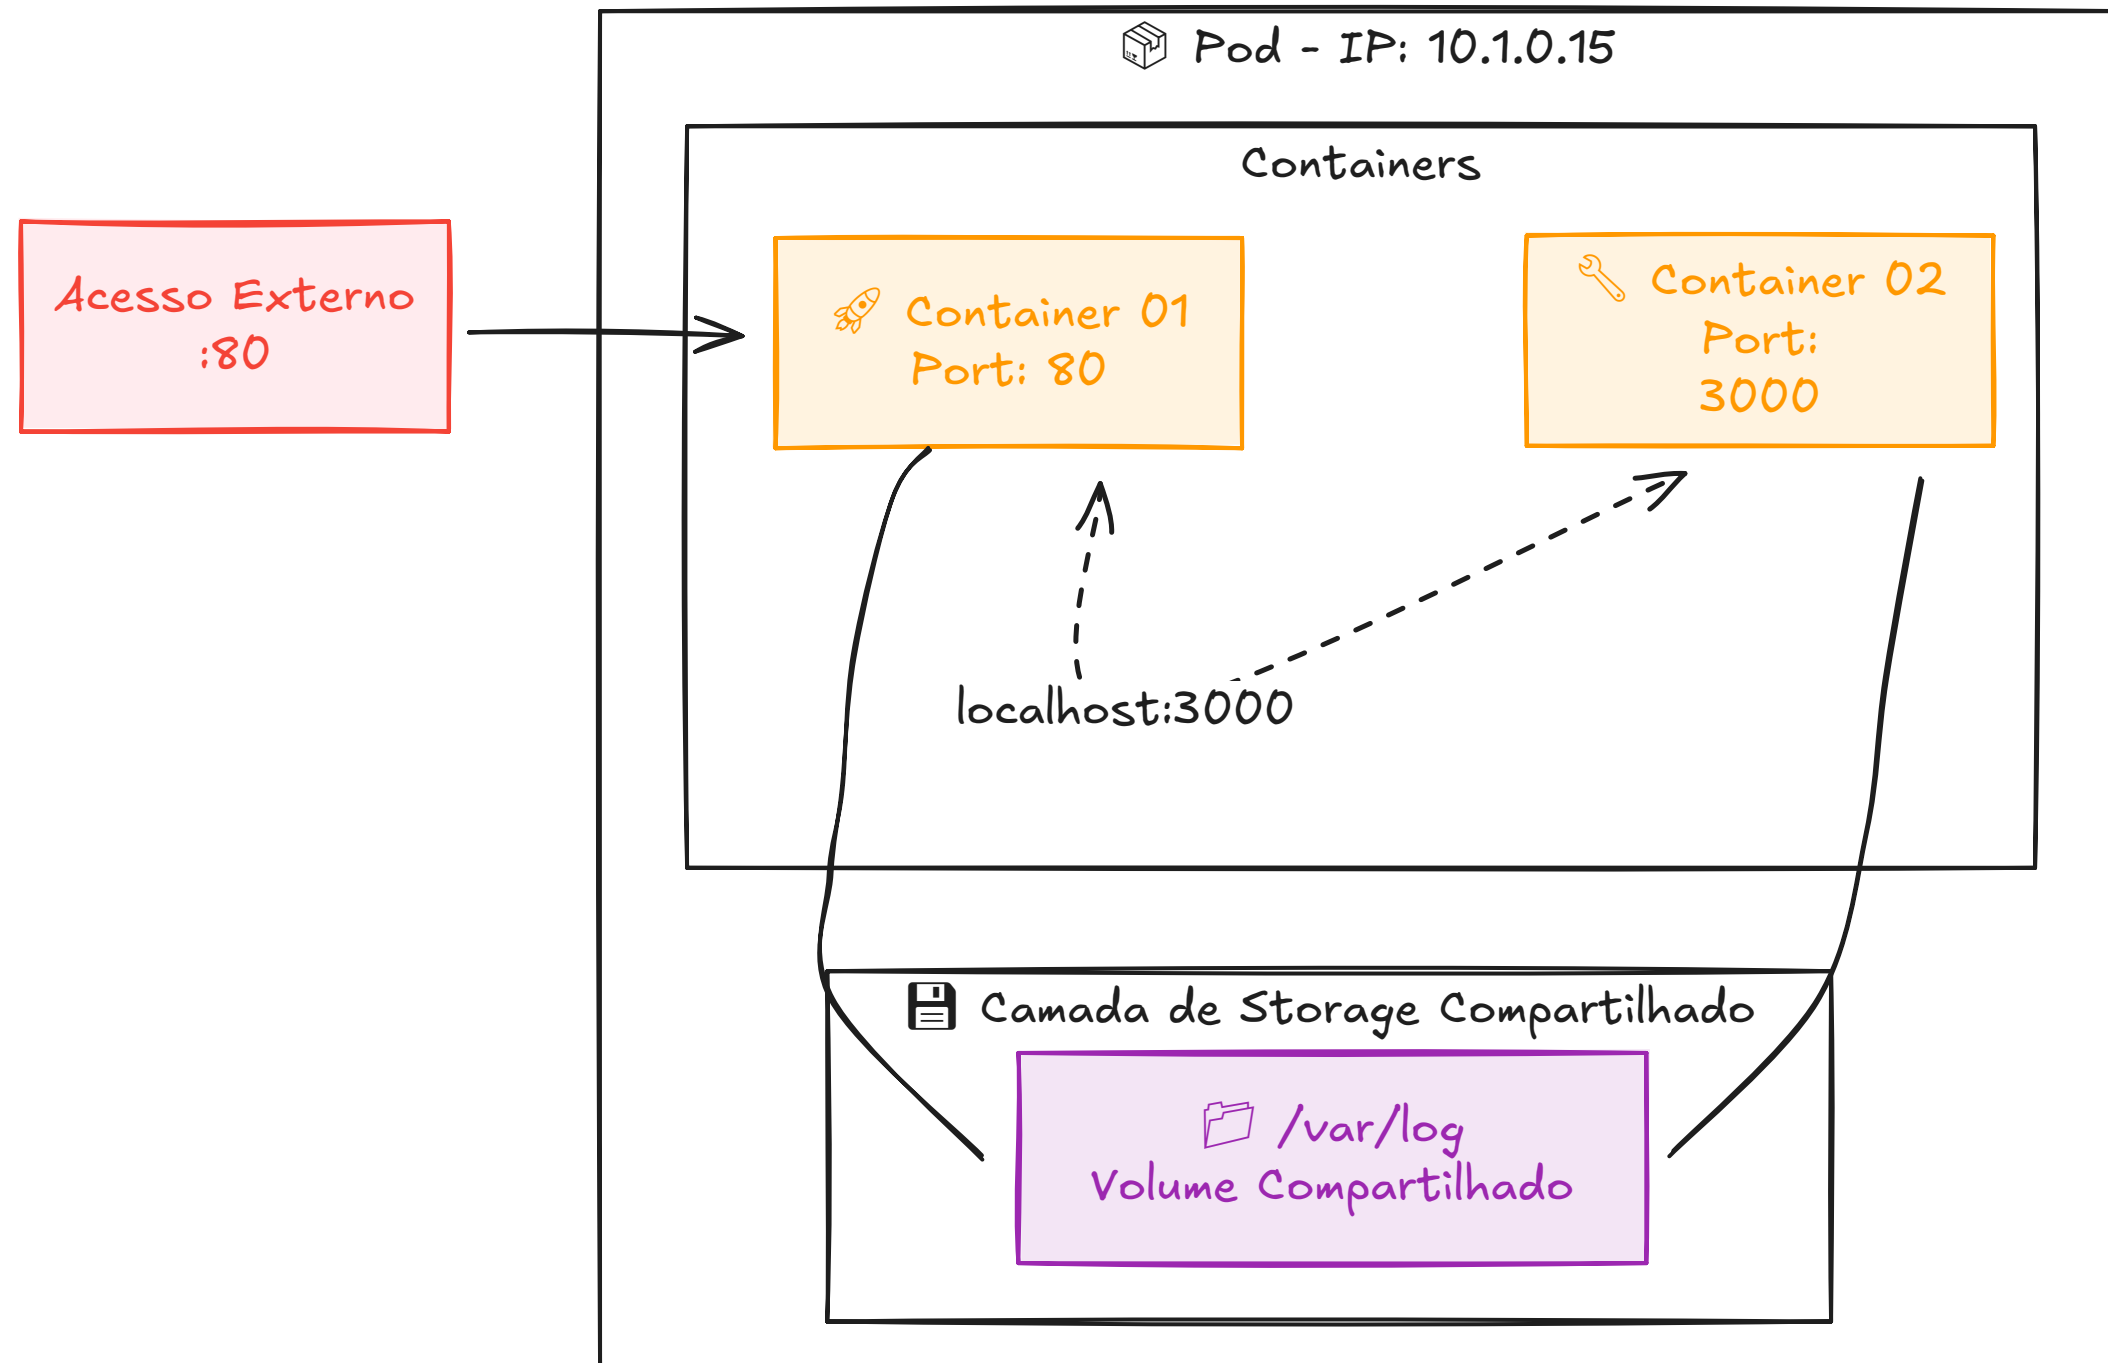 Pod - IP: 10.1.0.15
Containers
Acesso Externo
:80
Container 01
Port: 80
Container 02
Port:
3000
localhost:3000
Camada de Storage Compartilhado
/var/log
Volume Compartilhado